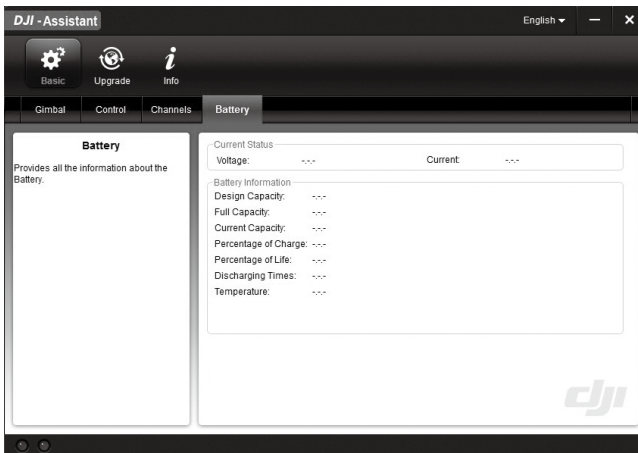 DJI - Assistant
English
Basic
Upgrade
Info
Gimbal Control Channels Battery
Battery
Provides all the information about the
Battery.
Current Status
Voltage: -.-.- Current: -.-.-
Battery Information
Design Capacity: -.-.-
Full Capacity: -.-.-
Current Capacity: -.-.-
Percentage of Charge: -.-.-
Percentage of Life: -.-.-
Discharging Times: -.-.-
Temperature: -.-.-
dji